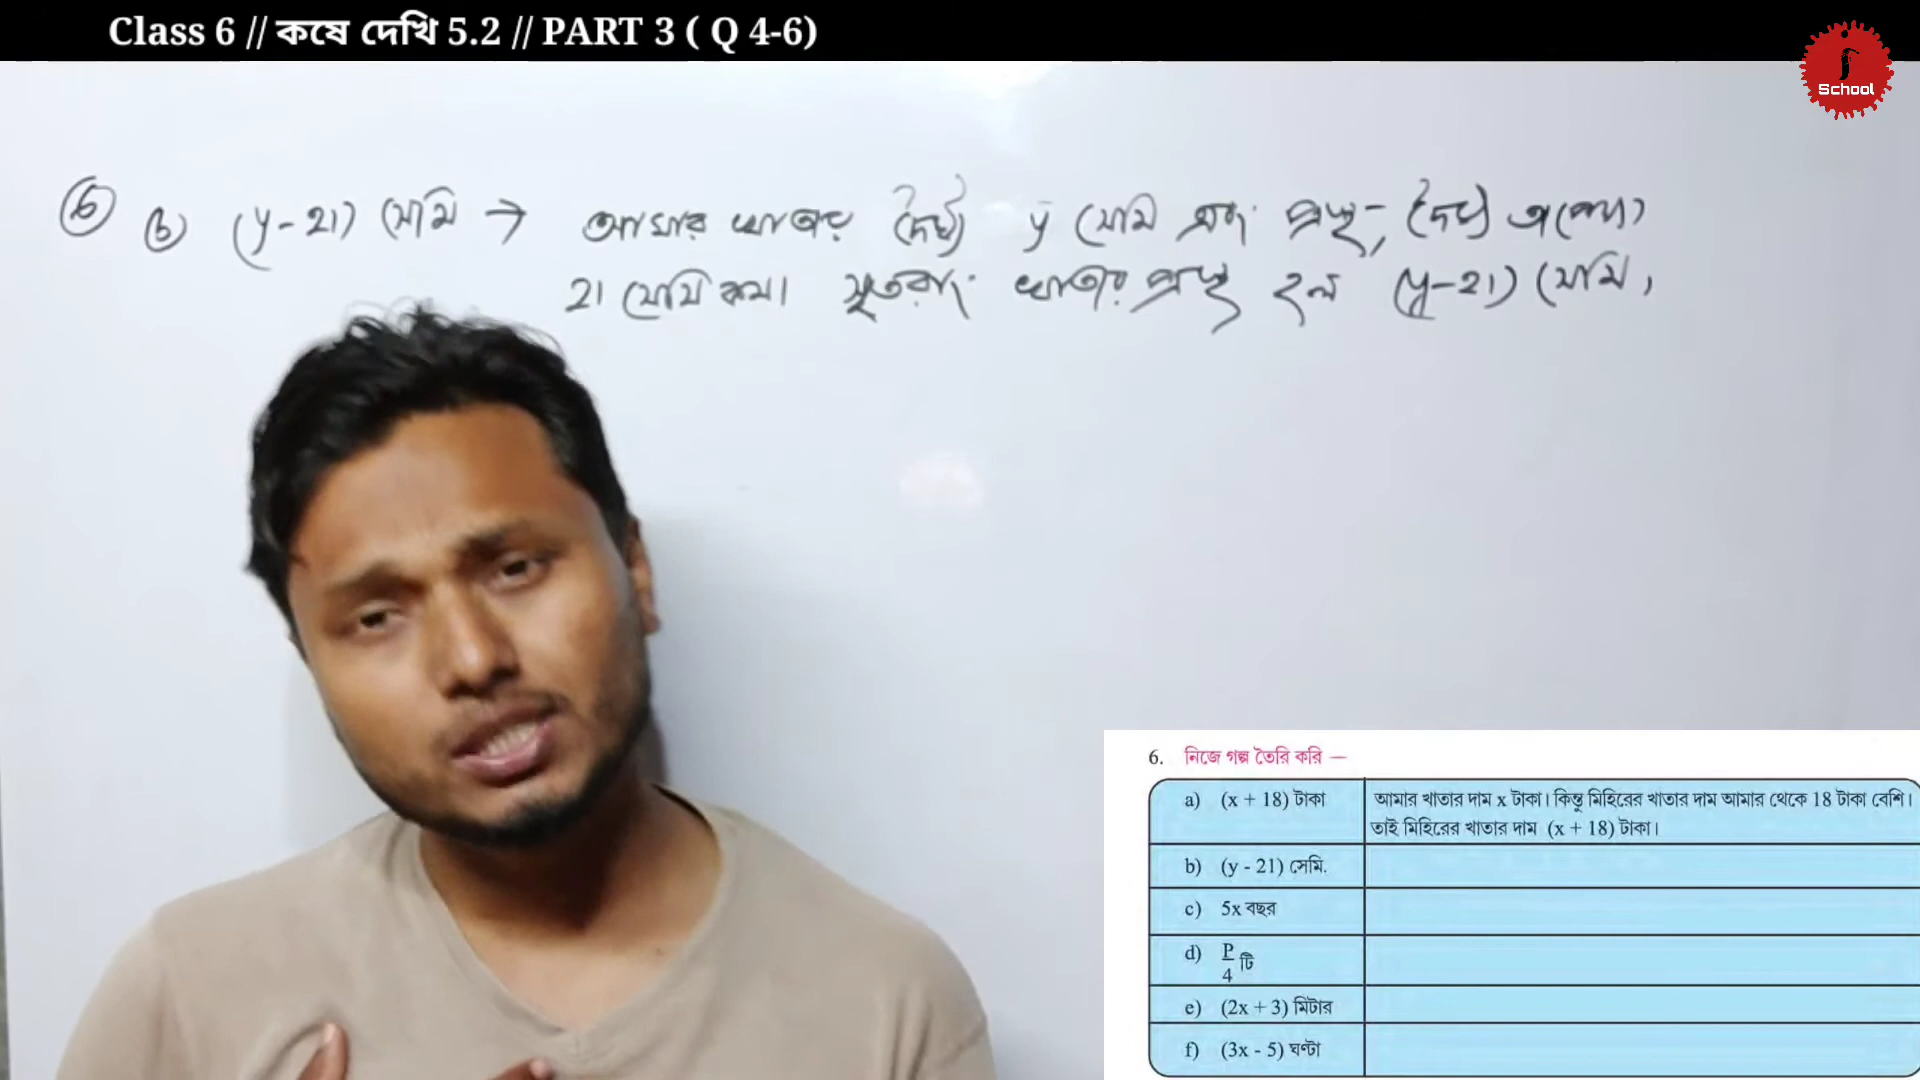 Class 6 // কষে দেখি 5.2 // PART 3 ( Q 4-6)
School
⑥ ⓑ (y-21) সেমি → আমার খাতার দৈর্ঘ্য y সেমি এবং প্রস্থ, দৈর্ঘ্য অপেক্ষা
21 সেমি কম। সুতরাং খাতার প্রস্থ হল (y-21) সেমি,
6. নিজে গল্প তৈরি করি —
a) (x + 18) টাকা আমার খাতার দাম x টাকা। কিন্তু মিহিরের খাতার দাম আমার থেকে 18 টাকা বেশি।
তাই মিহিরের খাতার দাম (x + 18) টাকা।
b) (y - 21) সেমি.
c) 5x বছর
d) P/4 টি
e) (2x + 3) মিটার
f) (3x - 5) ঘণ্টা